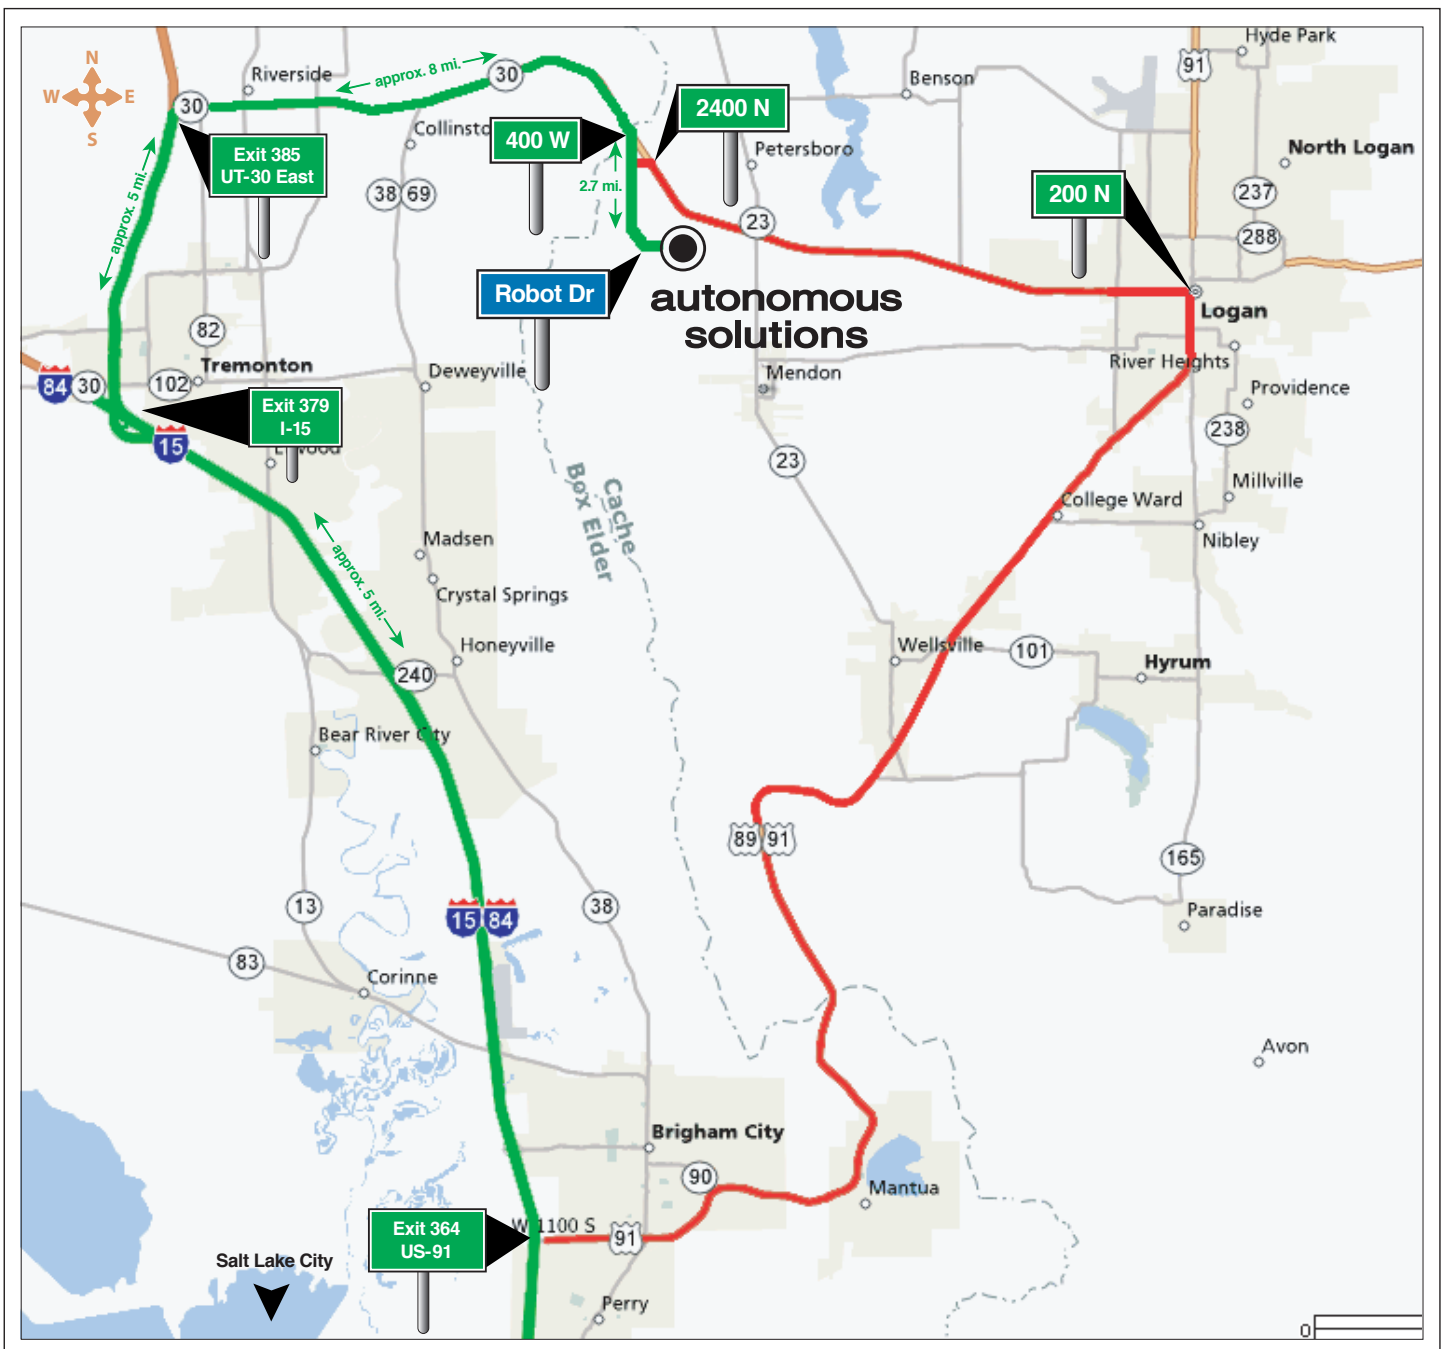 Hyde Park
91
N
W E
S
Riverside
approx. 8 mi.
30
Benson
30
2400 N
Collinsto
400 W
Exit 385
UT-30 East
Petersboro
North Logan
approx. 5 mi.
2.7 mi.
38 69
200 N
237
23
288
Robot Dr
autonomous
solutions
Logan
82
Tremonton
River Heights
84 30 102
Deweyville
Mendon
Providence
Exit 379
I-15
15
238
23
Cache
Box Elder
Millville
College Ward
Nibley
Madsen
approx. 5 mi.
Crystal Springs
Honeyville
Wellsville
101
Hyrum
240
Bear River City
89 91
165
13
15 84
38
Paradise
83
Corinne
Avon
Brigham City
90
Mantua
Exit 364
US-91
W 1100 S
91
Salt Lake City
Perry
0